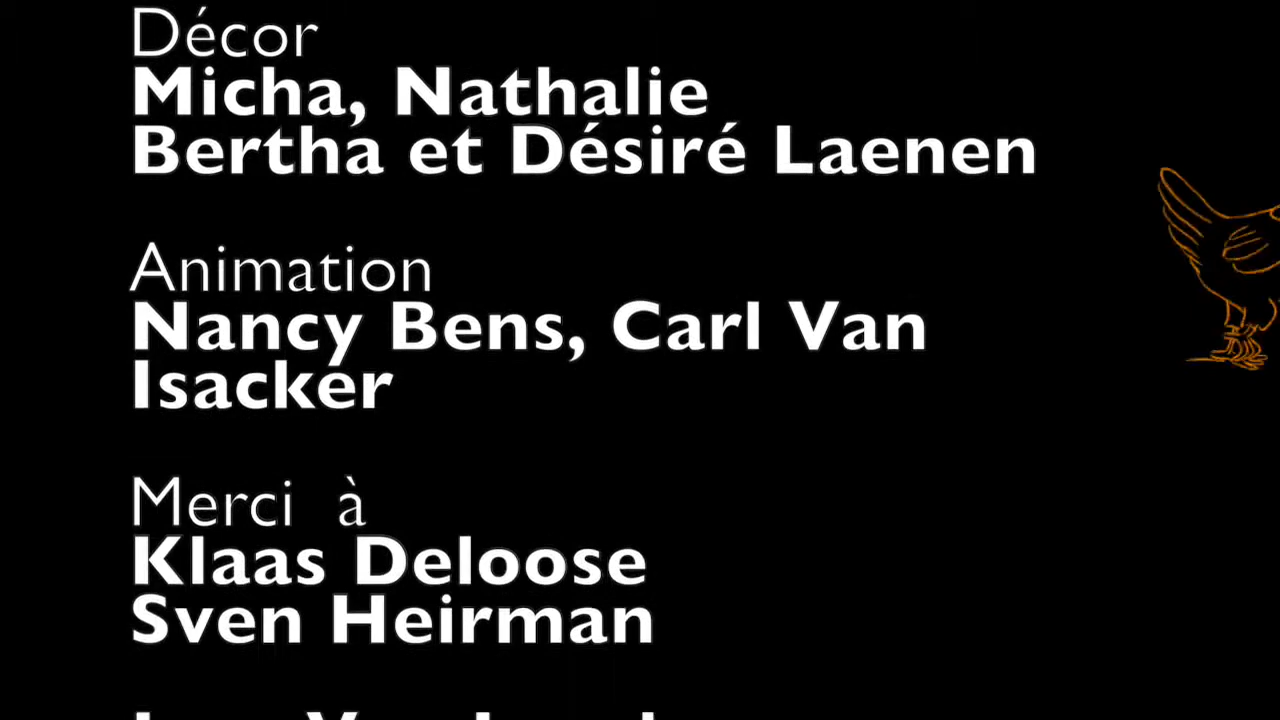 Décor
Micha, Nathalie
Bertha et Désiré Laenen
Animation
Nancy Bens, Carl Van
Isacker
Merci à
Klaas Deloose
Sven Heirman